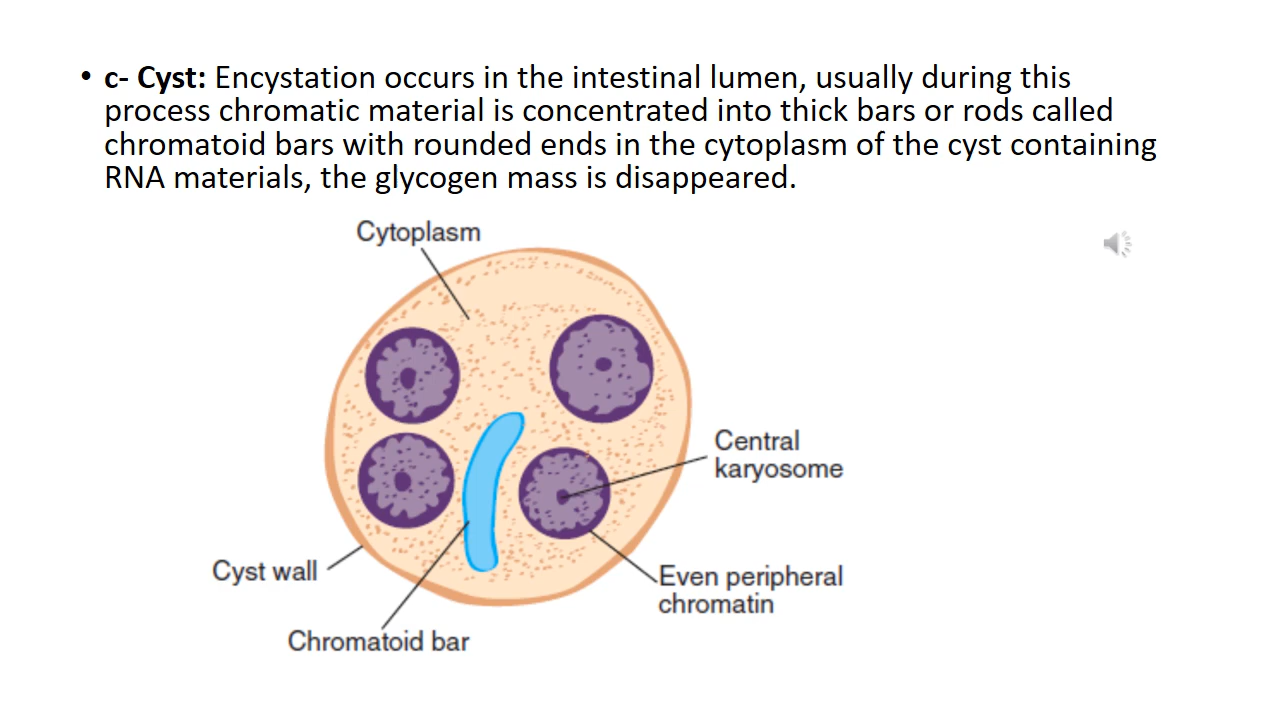 • c- Cyst: Encystation occurs in the intestinal lumen, usually during this
process chromatic material is concentrated into thick bars or rods called
chromatoid bars with rounded ends in the cytoplasm of the cyst containing
RNA materials, the glycogen mass is disappeared.
Cytoplasm
Central
karyosome
Cyst wall
Even peripheral
chromatin
Chromatoid bar